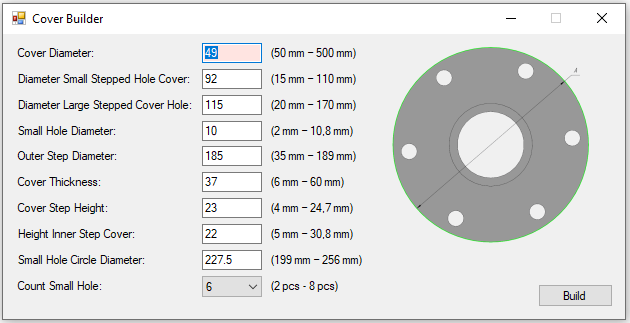 Cover Builder
Cover Diameter: 49 (50 mm – 500 mm)
Diameter Small Stepped Hole Cover: 92 (15 mm – 110 mm)
Diameter Large Stepped Cover Hole: 115 (20 mm – 170 mm)
Small Hole Diameter: 10 (2 mm – 10,8 mm)
Outer Step Diameter: 185 (35 mm – 189 mm)
Cover Thickness: 37 (6 mm – 60 mm)
Cover Step Height: 23 (4 mm – 24,7 mm)
Height Inner Step Cover: 22 (5 mm – 30,8 mm)
Small Hole Circle Diameter: 227.5 (199 mm – 256 mm)
Count Small Hole: 6 (2 pcs - 8 pcs)
Build